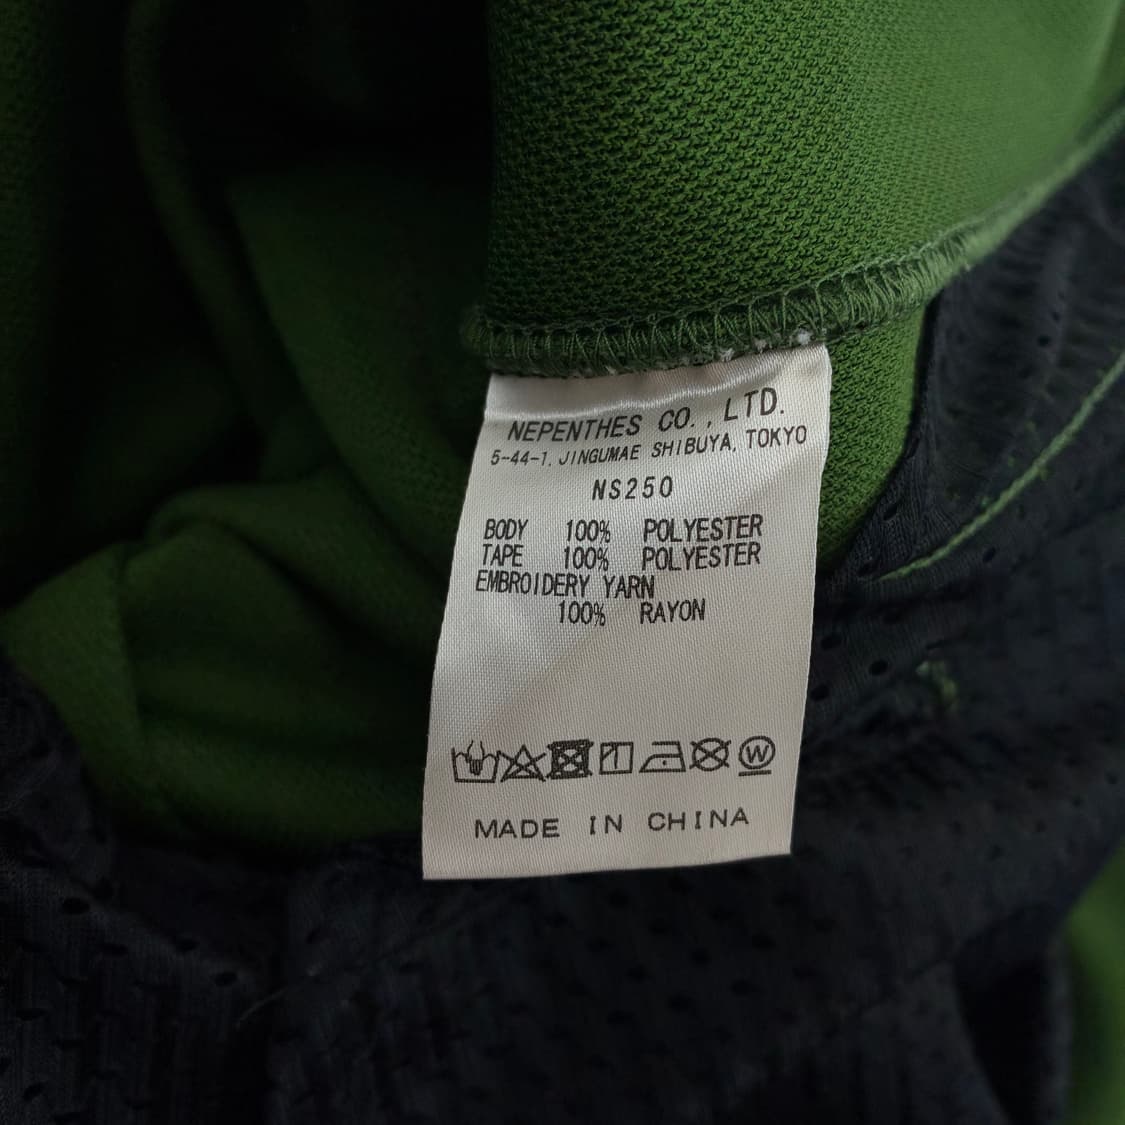 NEPENTHES CO., LTD.
5-44-1, JINGUMAE SHIBUYA, TOKYO
NS250
BODY 100% POLYESTER
TAPE 100% POLYESTER
EMBROIDERY YARN
100% RAYON
W
MADE IN CHINA